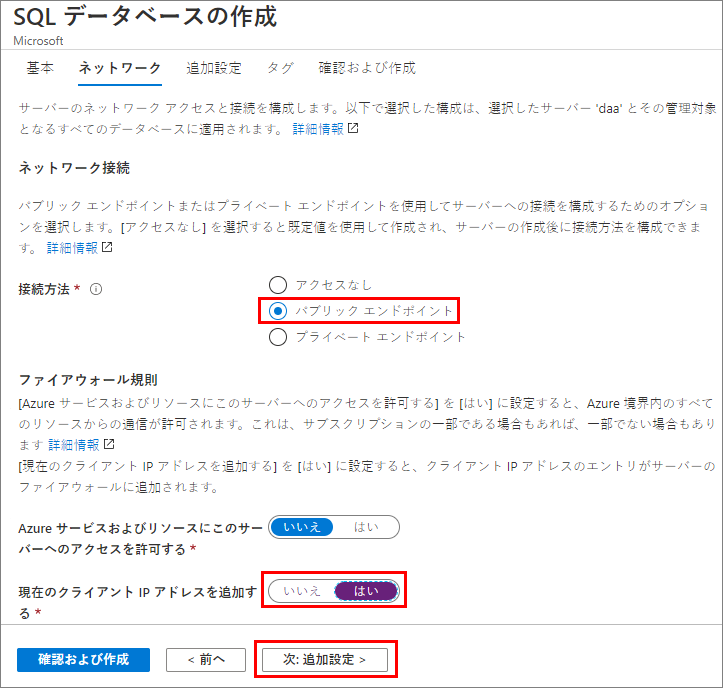 SQL データベースの作成
Microsoft
基本 ネットワーク 追加設定 タグ 確認および作成
サーバーのネットワーク アクセスと接続を構成します。以下で選択した構成は、選択したサーバー 'daa' とその管理対象
となるすべてのデータベースに適用されます。 詳細情報
ネットワーク接続
パブリック エンドポイントまたはプライベート エンドポイントを使用してサーバーへの接続を構成するためのオプション
を選択します。[アクセスなし] を選択すると既定値を使用して作成され、サーバーの作成後に接続方法を構成できま
す。 詳細情報
接続方法 *
アクセスなし
パブリック エンドポイント
プライベート エンドポイント
ファイアウォール規則
[Azure サービスおよびリソースにこのサーバーへのアクセスを許可する] を [はい] に設定すると、Azure 境界内のすべて
のリソースからの通信が許可されます。これは、サブスクリプションの一部である場合もあれば、一部でない場合もあり
ます 詳細情報
[現在のクライアント IP アドレスを追加する] を [はい] に設定すると、クライアント IP アドレスのエントリがサーバーの
ファイアウォールに追加されます。
Azure サービスおよびリソースにこのサー いいえ はい
バーへのアクセスを許可する *
現在のクライアント IP アドレスを追加す いいえ はい
る *
確認および作成 < 前へ 次: 追加設定 >